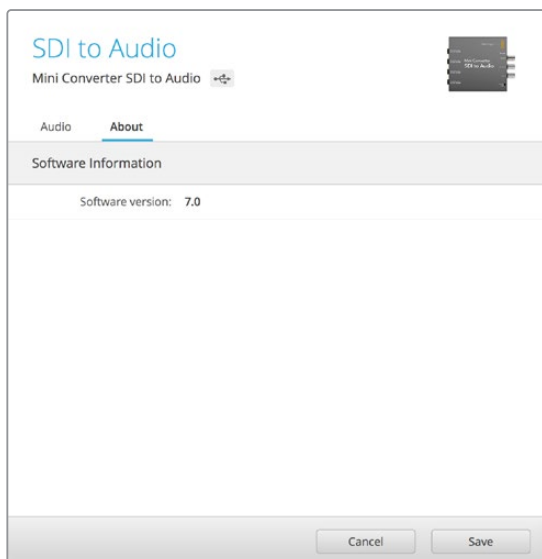 SDI to Audio
Mini Converter SDI to Audio
Audio About
Software Information
Software version: 7.0
Cancel Save